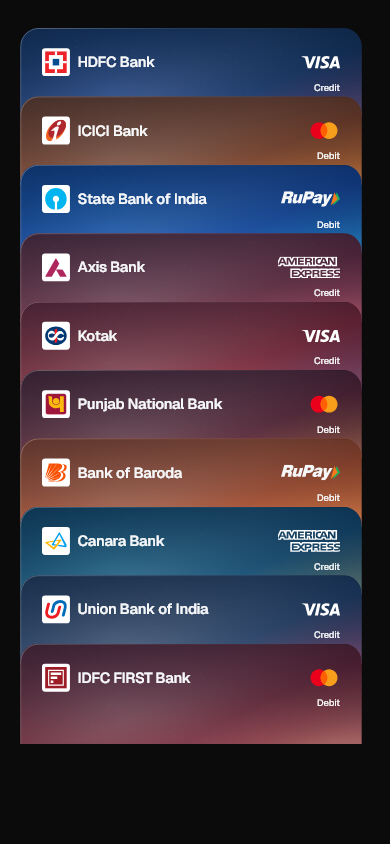 HDFC Bank
VISA
Credit
ICICI Bank
Debit
State Bank of India
RuPay
Debit
Axis Bank
AMERICAN
EXPRESS
Credit
Kotak
VISA
Credit
Punjab National Bank
Debit
Bank of Baroda
RuPay
Debit
Canara Bank
AMERICAN
EXPRESS
Credit
Union Bank of India
VISA
Credit
IDFC FIRST Bank
Debit